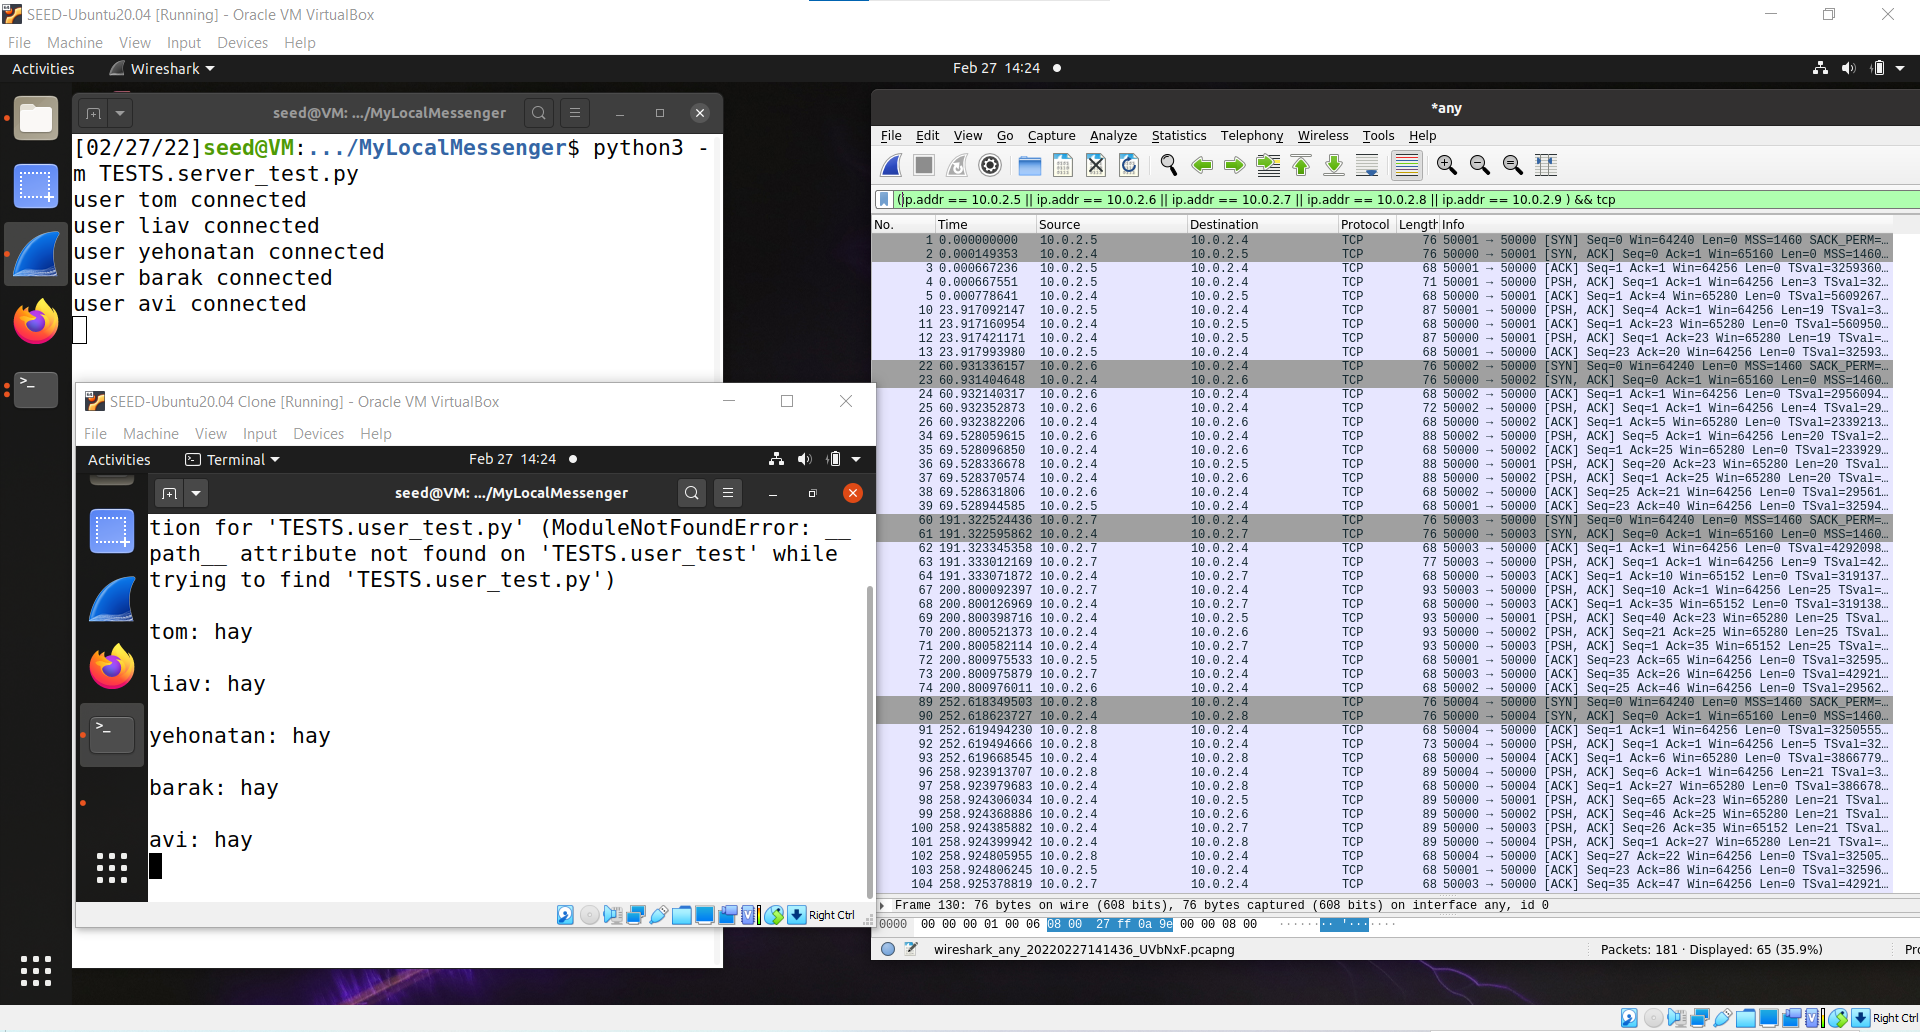 SEED-Ubuntu20.04 [Running] - Oracle VM VirtualBox
File Machine View Input Devices Help
Activities Wireshark Feb 27 14:24
seed@VM: .../MyLocalMessenger
[02/27/22]seed@VM:.../MyLocalMessenger$ python3 -
m TESTS.server_test.py
user tom connected
user liav connected
user yehonatan connected
user barak connected
user avi connected
SEED-Ubuntu20.04 Clone [Running] - Oracle VM VirtualBox
File Machine View Input Devices Help
Activities Terminal Feb 27 14:24
seed@VM: .../MyLocalMessenger
tion for 'TESTS.user_test.py' (ModuleNotFoundError: __
path__ attribute not found on 'TESTS.user_test' while
trying to find 'TESTS.user_test.py')
tom: hay
liav: hay
yehonatan: hay
barak: hay
avi: hay
Right Ctrl
*any
File Edit View Go Capture Analyze Statistics Telephony Wireless Tools Help
(ip.addr == 10.0.2.5 || ip.addr == 10.0.2.6 || ip.addr == 10.0.2.7 || ip.addr == 10.0.2.8 || ip.addr == 10.0.2.9 ) && tcp
No. Time Source Destination Protocol Length Info
1 0.000000000 10.0.2.5 10.0.2.4 TCP 76 50001 → 50000 [SYN] Seq=0 Win=64240 Len=0 MSS=1460 SACK_PERM=…
2 0.000149353 10.0.2.4 10.0.2.5 TCP 76 50000 → 50001 [SYN, ACK] Seq=0 Ack=1 Win=65160 Len=0 MSS=1460…
3 0.000667236 10.0.2.5 10.0.2.4 TCP 68 50001 → 50000 [ACK] Seq=1 Ack=1 Win=64256 Len=0 TSval=3259360…
4 0.000667551 10.0.2.5 10.0.2.4 TCP 71 50001 → 50000 [PSH, ACK] Seq=1 Ack=1 Win=64256 Len=3 TSval=32…
5 0.000778641 10.0.2.4 10.0.2.5 TCP 68 50000 → 50001 [ACK] Seq=1 Ack=4 Win=65280 Len=0 TSval=5609267…
10 23.917092147 10.0.2.5 10.0.2.4 TCP 87 50001 → 50000 [PSH, ACK] Seq=4 Ack=1 Win=64256 Len=19 TSval=3…
11 23.917160954 10.0.2.4 10.0.2.5 TCP 68 50000 → 50001 [ACK] Seq=1 Ack=23 Win=65280 Len=0 TSval=560950…
12 23.917421171 10.0.2.4 10.0.2.5 TCP 87 50000 → 50001 [PSH, ACK] Seq=1 Ack=23 Win=65280 Len=19 TSval…
13 23.917993980 10.0.2.5 10.0.2.4 TCP 68 50001 → 50000 [ACK] Seq=23 Ack=20 Win=64256 Len=0 TSval=32593…
22 60.931336157 10.0.2.6 10.0.2.4 TCP 76 50002 → 50000 [SYN] Seq=0 Win=64240 Len=0 MSS=1460 SACK_PERM=…
23 60.931404648 10.0.2.4 10.0.2.6 TCP 76 50000 → 50002 [SYN, ACK] Seq=0 Ack=1 Win=65160 Len=0 MSS=1460…
24 60.932140317 10.0.2.6 10.0.2.4 TCP 68 50002 → 50000 [ACK] Seq=1 Ack=1 Win=64256 Len=0 TSval=2956094…
25 60.932352873 10.0.2.6 10.0.2.4 TCP 72 50002 → 50000 [PSH, ACK] Seq=1 Ack=1 Win=64256 Len=4 TSval=29…
26 60.932382206 10.0.2.4 10.0.2.6 TCP 68 50000 → 50002 [ACK] Seq=1 Ack=5 Win=65280 Len=0 TSval=2339213…
34 69.528059615 10.0.2.6 10.0.2.4 TCP 88 50002 → 50000 [PSH, ACK] Seq=5 Ack=1 Win=64256 Len=20 TSval=2…
35 69.528096850 10.0.2.4 10.0.2.6 TCP 68 50000 → 50002 [ACK] Seq=1 Ack=25 Win=65280 Len=0 TSval=233929…
36 69.528336678 10.0.2.4 10.0.2.5 TCP 88 50000 → 50001 [PSH, ACK] Seq=20 Ack=23 Win=65280 Len=20 TSval…
37 69.528370574 10.0.2.4 10.0.2.6 TCP 88 50000 → 50002 [PSH, ACK] Seq=1 Ack=25 Win=65280 Len=20 TSval=…
38 69.528631806 10.0.2.6 10.0.2.4 TCP 68 50002 → 50000 [ACK] Seq=25 Ack=21 Win=64256 Len=0 TSval=29561…
39 69.528944585 10.0.2.5 10.0.2.4 TCP 68 50001 → 50000 [ACK] Seq=23 Ack=40 Win=64256 Len=0 TSval=32594…
60 191.322524436 10.0.2.7 10.0.2.4 TCP 76 50003 → 50000 [SYN] Seq=0 Win=64240 Len=0 MSS=1460 SACK_PERM=…
61 191.322595862 10.0.2.4 10.0.2.7 TCP 76 50000 → 50003 [SYN, ACK] Seq=0 Ack=1 Win=65160 Len=0 MSS=1460…
62 191.323345358 10.0.2.7 10.0.2.4 TCP 68 50003 → 50000 [ACK] Seq=1 Ack=1 Win=64256 Len=0 TSval=4292098…
63 191.333012169 10.0.2.7 10.0.2.4 TCP 77 50003 → 50000 [PSH, ACK] Seq=1 Ack=1 Win=64256 Len=9 TSval=42…
64 191.333071872 10.0.2.4 10.0.2.7 TCP 68 50000 → 50003 [ACK] Seq=1 Ack=10 Win=65152 Len=0 TSval=319137…
67 200.800092397 10.0.2.7 10.0.2.4 TCP 93 50003 → 50000 [PSH, ACK] Seq=10 Ack=1 Win=64256 Len=25 TSval=…
68 200.800126969 10.0.2.4 10.0.2.7 TCP 68 50000 → 50003 [ACK] Seq=1 Ack=35 Win=65152 Len=0 TSval=319138…
69 200.800398716 10.0.2.4 10.0.2.5 TCP 93 50000 → 50001 [PSH, ACK] Seq=40 Ack=23 Win=65280 Len=25 TSval…
70 200.800521373 10.0.2.4 10.0.2.6 TCP 93 50000 → 50002 [PSH, ACK] Seq=21 Ack=25 Win=65280 Len=25 TSval…
71 200.800582114 10.0.2.4 10.0.2.7 TCP 93 50000 → 50003 [PSH, ACK] Seq=1 Ack=35 Win=65152 Len=25 TSval=…
72 200.800975533 10.0.2.5 10.0.2.4 TCP 68 50001 → 50000 [ACK] Seq=23 Ack=65 Win=64256 Len=0 TSval=32595…
73 200.800975879 10.0.2.7 10.0.2.4 TCP 68 50003 → 50000 [ACK] Seq=35 Ack=26 Win=64256 Len=0 TSval=42921…
74 200.800976011 10.0.2.6 10.0.2.4 TCP 68 50002 → 50000 [ACK] Seq=25 Ack=46 Win=64256 Len=0 TSval=29562…
89 252.618349503 10.0.2.8 10.0.2.4 TCP 76 50004 → 50000 [SYN] Seq=0 Win=64240 Len=0 MSS=1460 SACK_PERM=…
90 252.618623727 10.0.2.4 10.0.2.8 TCP 76 50000 → 50004 [SYN, ACK] Seq=0 Ack=1 Win=65160 Len=0 MSS=1460…
91 252.619494230 10.0.2.8 10.0.2.4 TCP 68 50004 → 50000 [ACK] Seq=1 Ack=1 Win=64256 Len=0 TSval=3250555…
92 252.619494666 10.0.2.8 10.0.2.4 TCP 73 50004 → 50000 [PSH, ACK] Seq=1 Ack=1 Win=64256 Len=5 TSval=32…
93 252.619668545 10.0.2.4 10.0.2.8 TCP 68 50000 → 50004 [ACK] Seq=1 Ack=6 Win=65280 Len=0 TSval=3866779…
96 258.923913707 10.0.2.8 10.0.2.4 TCP 89 50004 → 50000 [PSH, ACK] Seq=6 Ack=1 Win=64256 Len=21 TSval=3…
97 258.923979683 10.0.2.4 10.0.2.8 TCP 68 50000 → 50004 [ACK] Seq=1 Ack=27 Win=65280 Len=0 TSval=386678…
98 258.924306034 10.0.2.4 10.0.2.5 TCP 89 50000 → 50001 [PSH, ACK] Seq=65 Ack=23 Win=65280 Len=21 TSval…
99 258.924368886 10.0.2.4 10.0.2.6 TCP 89 50000 → 50002 [PSH, ACK] Seq=46 Ack=25 Win=65280 Len=21 TSval…
100 258.924385882 10.0.2.4 10.0.2.7 TCP 89 50000 → 50003 [PSH, ACK] Seq=26 Ack=35 Win=65152 Len=21 TSval…
101 258.924399942 10.0.2.4 10.0.2.8 TCP 89 50000 → 50004 [PSH, ACK] Seq=1 Ack=27 Win=65280 Len=21 TSval=…
102 258.924805955 10.0.2.8 10.0.2.4 TCP 68 50004 → 50000 [ACK] Seq=27 Ack=22 Win=64256 Len=0 TSval=32505…
103 258.924806245 10.0.2.5 10.0.2.4 TCP 68 50001 → 50000 [ACK] Seq=23 Ack=86 Win=64256 Len=0 TSval=32596…
104 258.925378819 10.0.2.7 10.0.2.4 TCP 68 50003 → 50000 [ACK] Seq=35 Ack=47 Win=64256 Len=0 TSval=42921…
Frame 130: 76 bytes on wire (608 bits), 76 bytes captured (608 bits) on interface any, id 0
0000 00 00 00 01 00 06 08 00 27 ff 0a 9e 00 00 08 00 ········ '·······
wireshark_any_20220227141436_UVbNxF.pcapng Packets: 181 · Displayed: 65 (35.9%) Pr
Right Ctrl